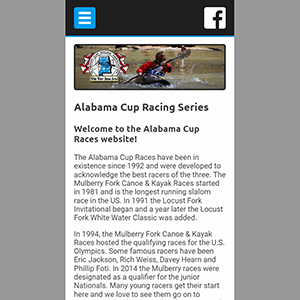 Alabama Cup Racing Series
Welcome to the Alabama Cup
Races website!
The Alabama Cup Races have been in
existence since 1992 and were developed to
acknowledge the best racers of the three. The
Mulberry Fork Canoe & Kayak Races started
in 1981 and is the longest running slalom
race in the US. In 1991 the Locust Fork
Invitational began and a year later the Locust
Fork White Water Classic was added.
In 1994, the Mulberry Fork Canoe & Kayak
Races hosted the qualifying races for the U.S.
Olympics. Some famous racers have been
Eric Jackson, Rich Weiss, Davey Hearn and
Phillip Foti. In 2014 the Mulberry races were
designated as a qualifier for the junior
Nationals. Many young racers get their start
here and we love to see them go on to